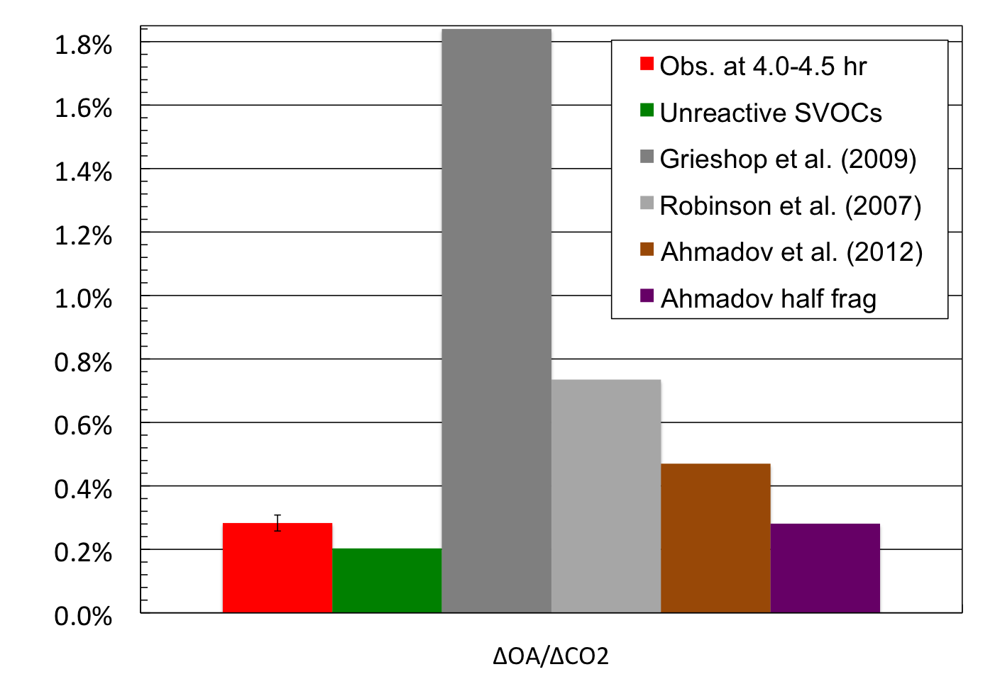 1.8%
1.6%
1.4%
1.2%
1.0%
0.8%
0.6%
0.4%
0.2%
0.0%
Obs. at 4.0-4.5 hr
Unreactive SVOCs
Grieshop et al. (2009)
Robinson et al. (2007)
Ahmadov et al. (2012)
Ahmadov half frag
ΔOA/ΔCO2